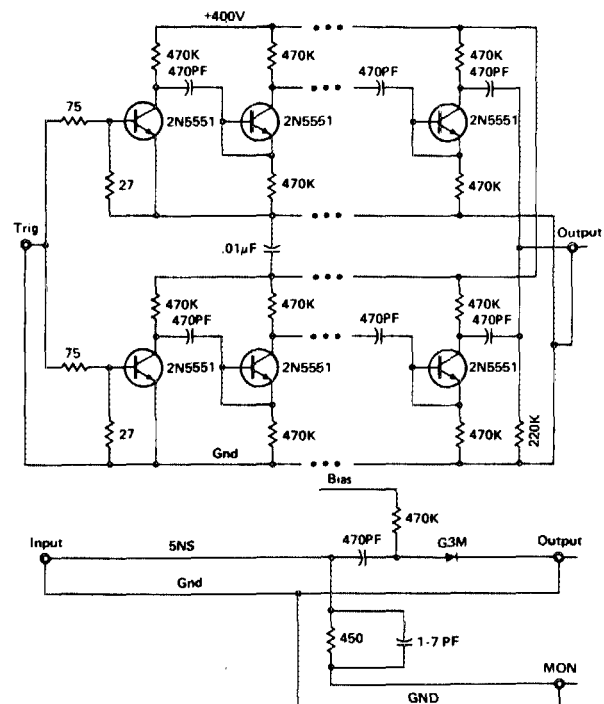 +400V
470K 470K 470K
470PF 470PF 470PF
75 2N5551 2N5551 2N5551
27 470K 470K
Trig Output
.01μF
470K 470K 470K
470PF 470PF 470PF
75 2N5551 2N5551 2N5551
27 470K 470K 220K
Gnd
Bias
470K
Input 5NS 470PF G3M Output
Gnd
450 1-7 PF
MON
GND